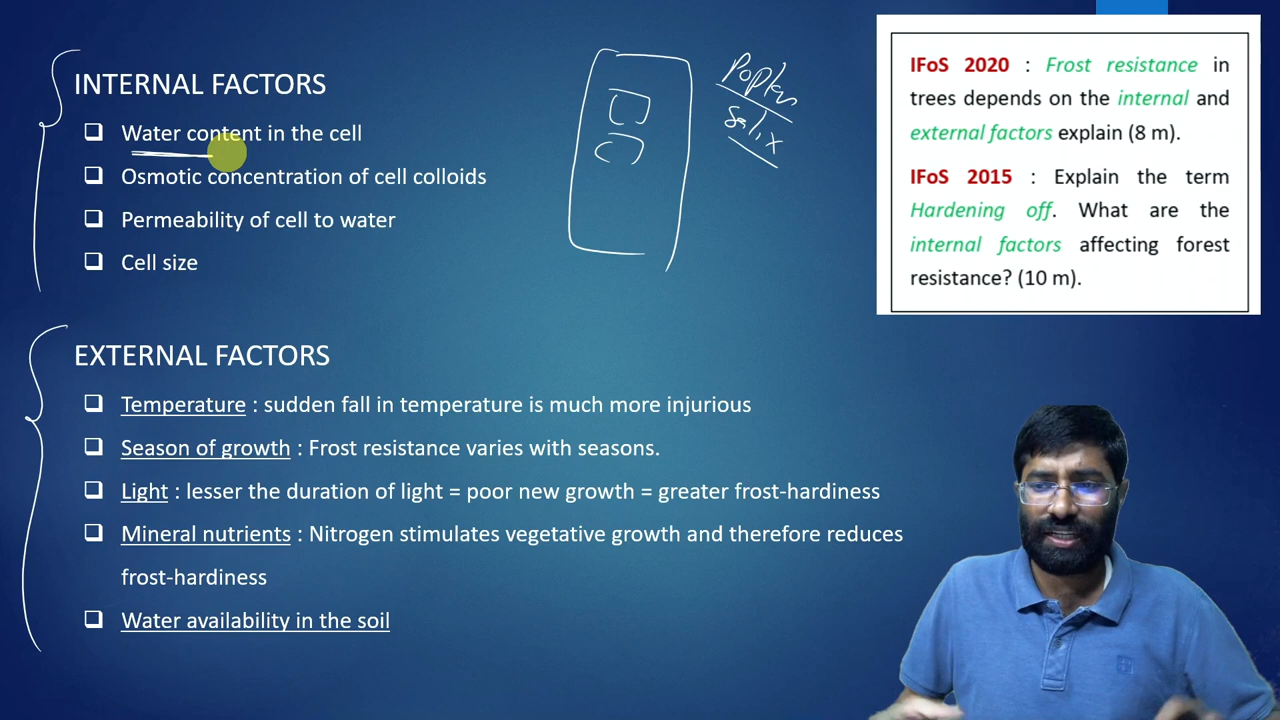 INTERNAL FACTORS
Water content in the cell
Osmotic concentration of cell colloids
Permeability of cell to water
Cell size
Poplar
Salix
IFoS 2020 : Frost resistance in
trees depends on the internal and
external factors explain (8 m).
IFoS 2015 : Explain the term
Hardening off. What are the
internal factors affecting forest
resistance? (10 m).
EXTERNAL FACTORS
Temperature : sudden fall in temperature is much more injurious
Season of growth : Frost resistance varies with seasons.
Light : lesser the duration of light = poor new growth = greater frost-hardiness
Mineral nutrients : Nitrogen stimulates vegetative growth and therefore reduces
frost-hardiness
Water availability in the soil